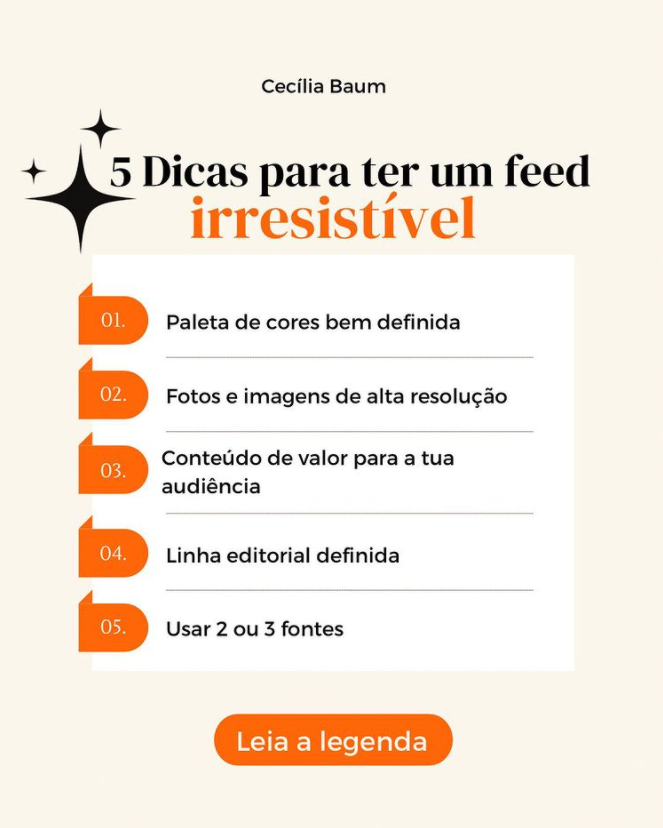 Cecília Baum
5 Dicas para ter um feed
irresistível
01.
Paleta de cores bem definida
02.
Fotos e imagens de alta resolução
03.
Conteúdo de valor para a tua
audiência
04.
Linha editorial definida
05.
Usar 2 ou 3 fontes
Leia a legenda